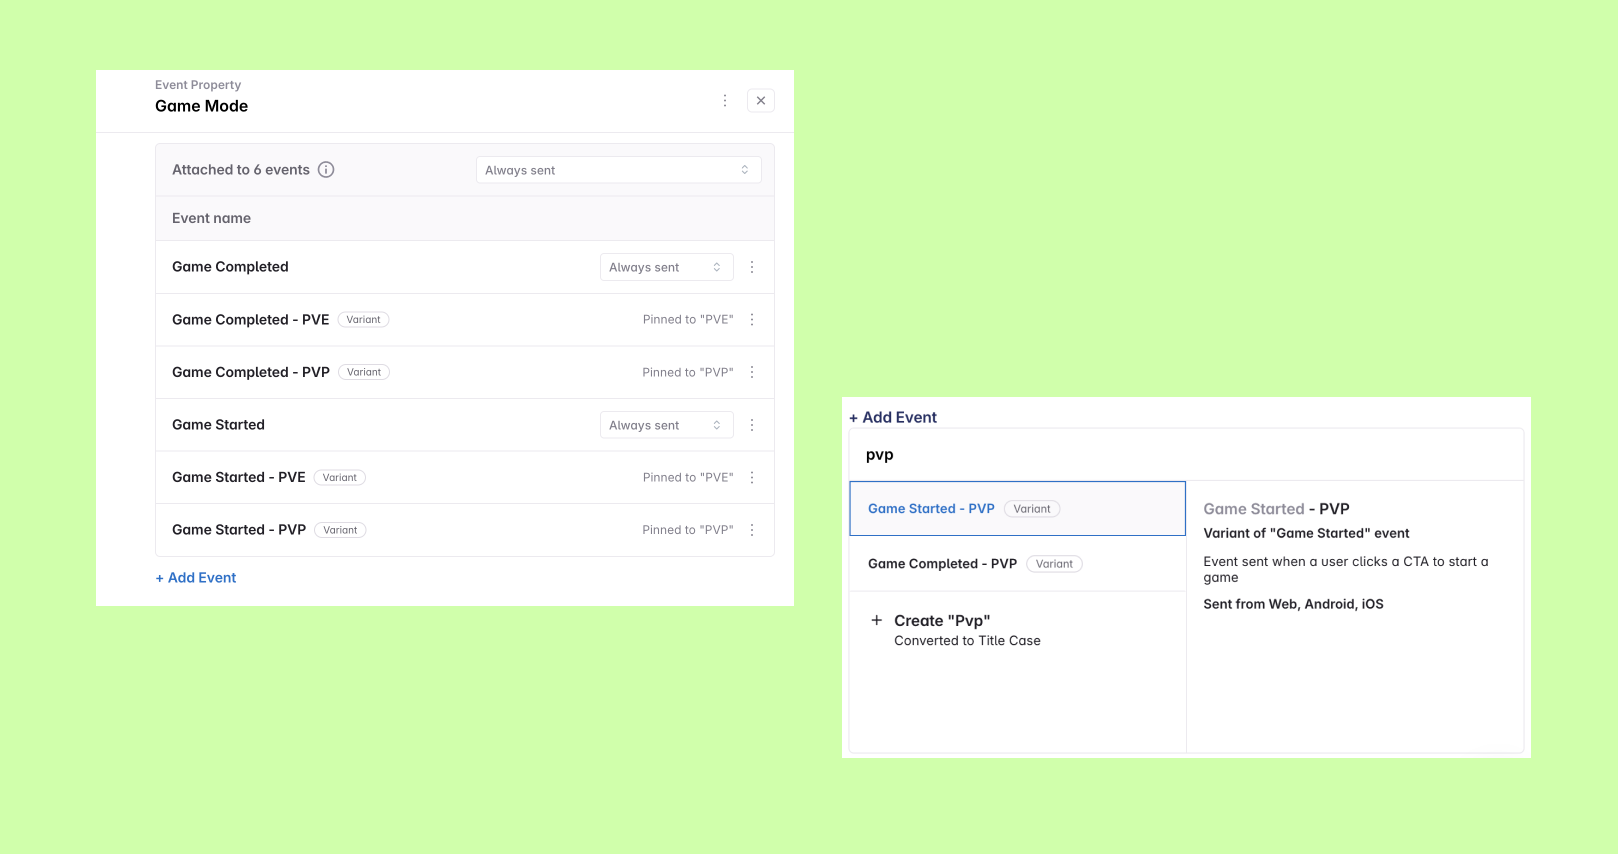 Event Property
Game Mode
Attached to 6 events
Always sent
Event name
Game Completed
Always sent
Game Completed - PVE Variant Pinned to "PVE"
Game Completed - PVP Variant Pinned to "PVP"
Game Started
Always sent
Game Started - PVE Variant Pinned to "PVE"
Game Started - PVP Variant Pinned to "PVP"
+ Add Event
+ Add Event
pvp
Game Started - PVP Variant
Game Completed - PVP Variant
+ Create "Pvp"
Converted to Title Case
Game Started - PVP
Variant of "Game Started" event
Event sent when a user clicks a CTA to start a
game
Sent from Web, Android, iOS